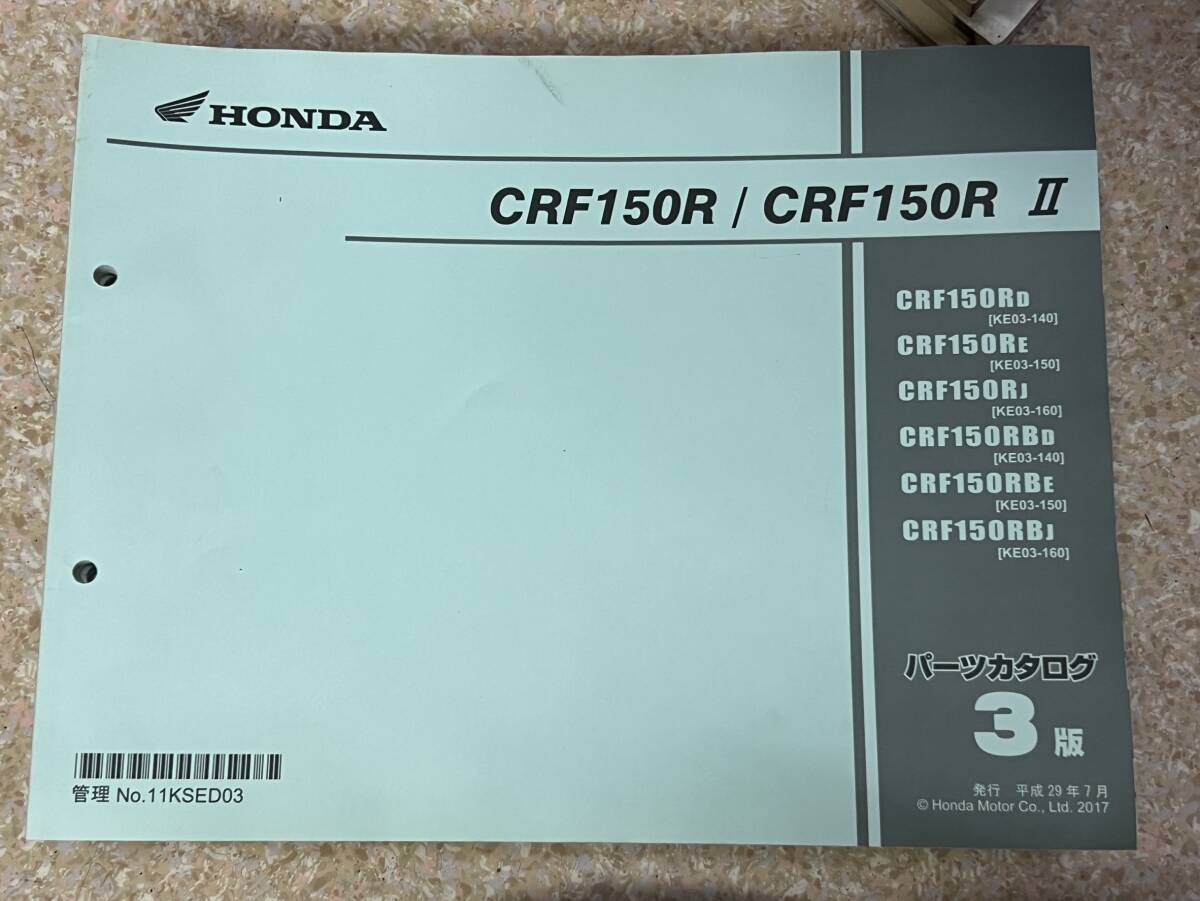 HONDA
CRF150R / CRF150R Ⅱ
CRF150RD
[KE03-140]
CRF150RE
[KE03-150]
CRF150RJ
[KE03-160]
CRF150RBD
[KE03-140]
CRF150RBE
[KE03-150]
CRF150RBJ
[KE03-160]
パーツカタログ
3版
発行 平成29年7月
© Honda Motor Co., Ltd. 2017
管理 No.11KSED03